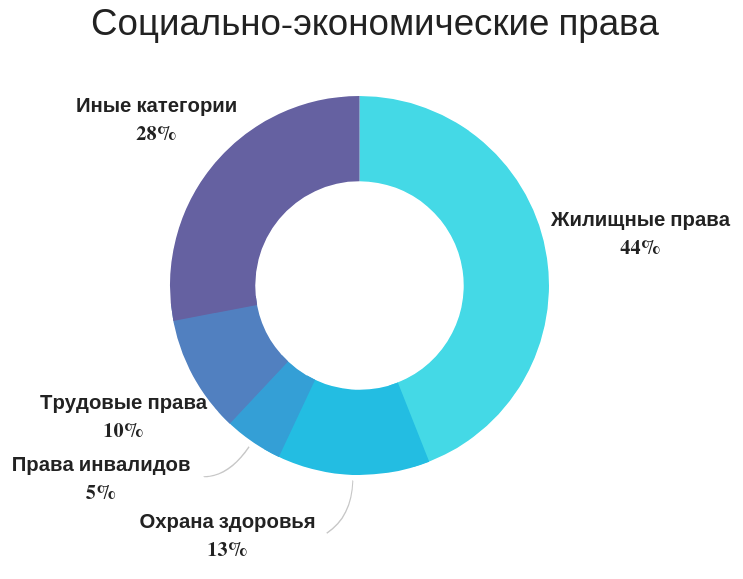 Социально-экономические права
Иные категории
28%
Жилищные права
44%
Трудовые права
10%
Права инвалидов
5%
Охрана здоровья
13%